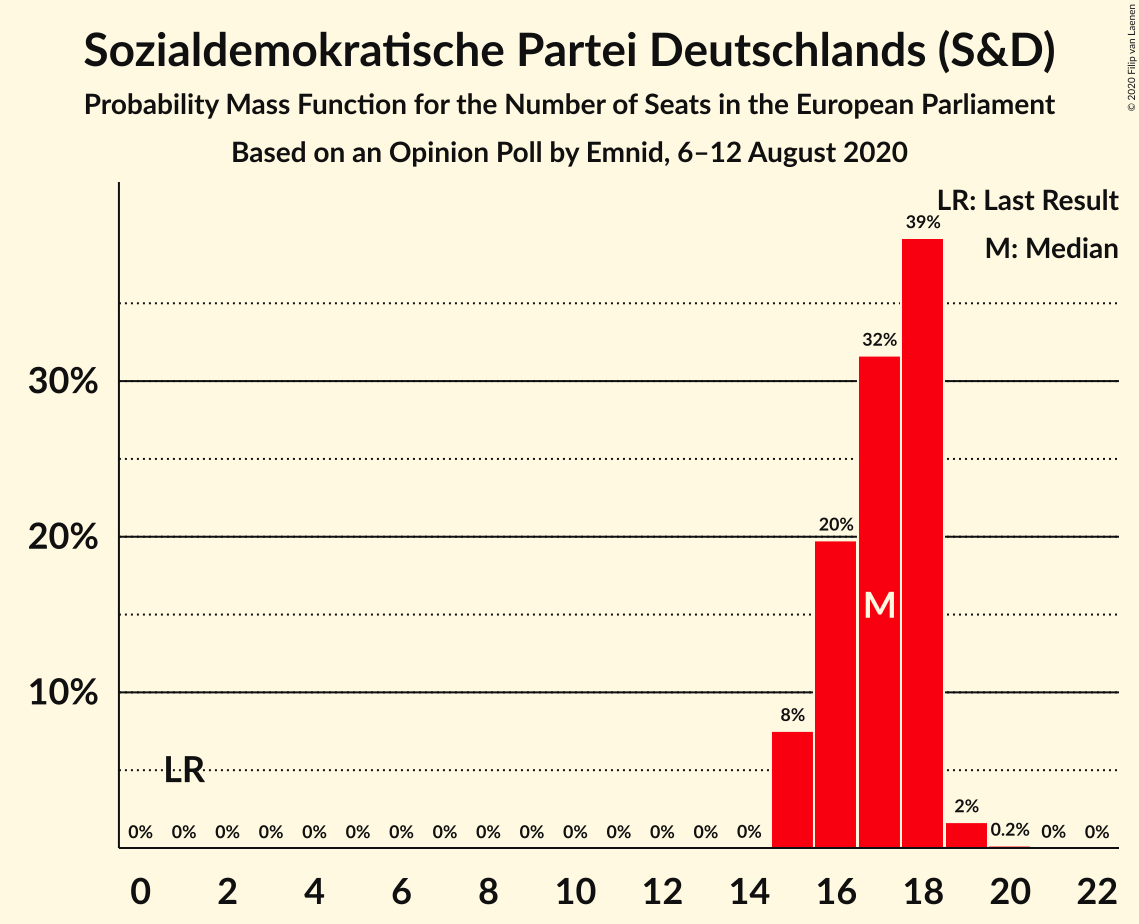 Sozialdemokratische Partei Deutschlands (S&D)
Probability Mass Function for the Number of Seats in the European Parliament
Based on an Opinion Poll by Emnid, 6–12 August 2020
© 2020 Filip van Laenen
LR: Last Result
39%
M: Median
32%
30%
20%
20%
M
10%
8%
LR
2%
0% 0% 0% 0% 0% 0% 0% 0% 0% 0% 0% 0% 0% 0% 0% 0.2% 0% 0%
0 2 4 6 8 10 12 14 16 18 20 22